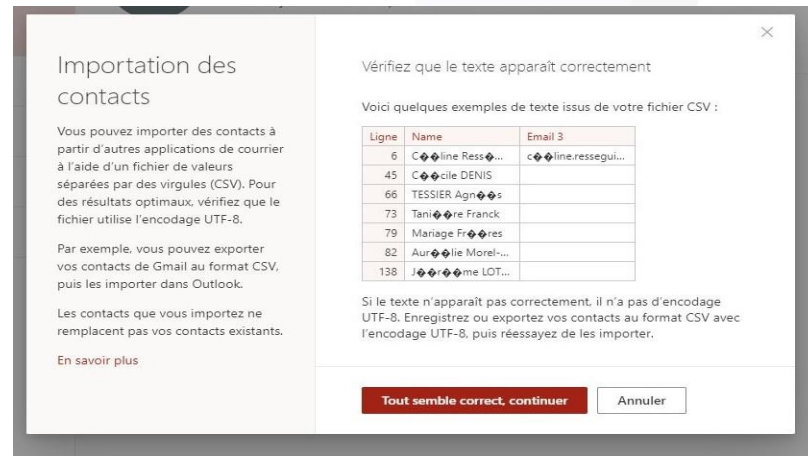 Importation des
contacts
Vous pouvez importer des contacts à
partir d'autres applications de courrier
à l'aide d'un fichier de valeurs
séparées par des virgules (CSV). Pour
des résultats optimaux, vérifiez que le
fichier utilise l'encodage UTF-8.
Par exemple, vous pouvez exporter
vos contacts de Gmail au format CSV,
puis les importer dans Outlook.
Les contacts que vous importez ne
remplacent pas vos contacts existants.
En savoir plus
Vérifiez que le texte apparaît correctement
Voici quelques exemples de texte issus de votre fichier CSV :
Ligne Name Email 3
6 C��line Ress�... c��line.ressegui...
45 C��cile DENIS
66 TESSIER Agn��s
73 Tani��re Franck
79 Mariage Fr��res
82 Aur��lie Morel-...
138 J��r��me LOT...
Si le texte n'apparaît pas correctement, il n'a pas d'encodage
UTF-8. Enregistrez ou exportez vos contacts au format CSV avec
l'encodage UTF-8, puis réessayez de les importer.
Tout semble correct, continuer Annuler